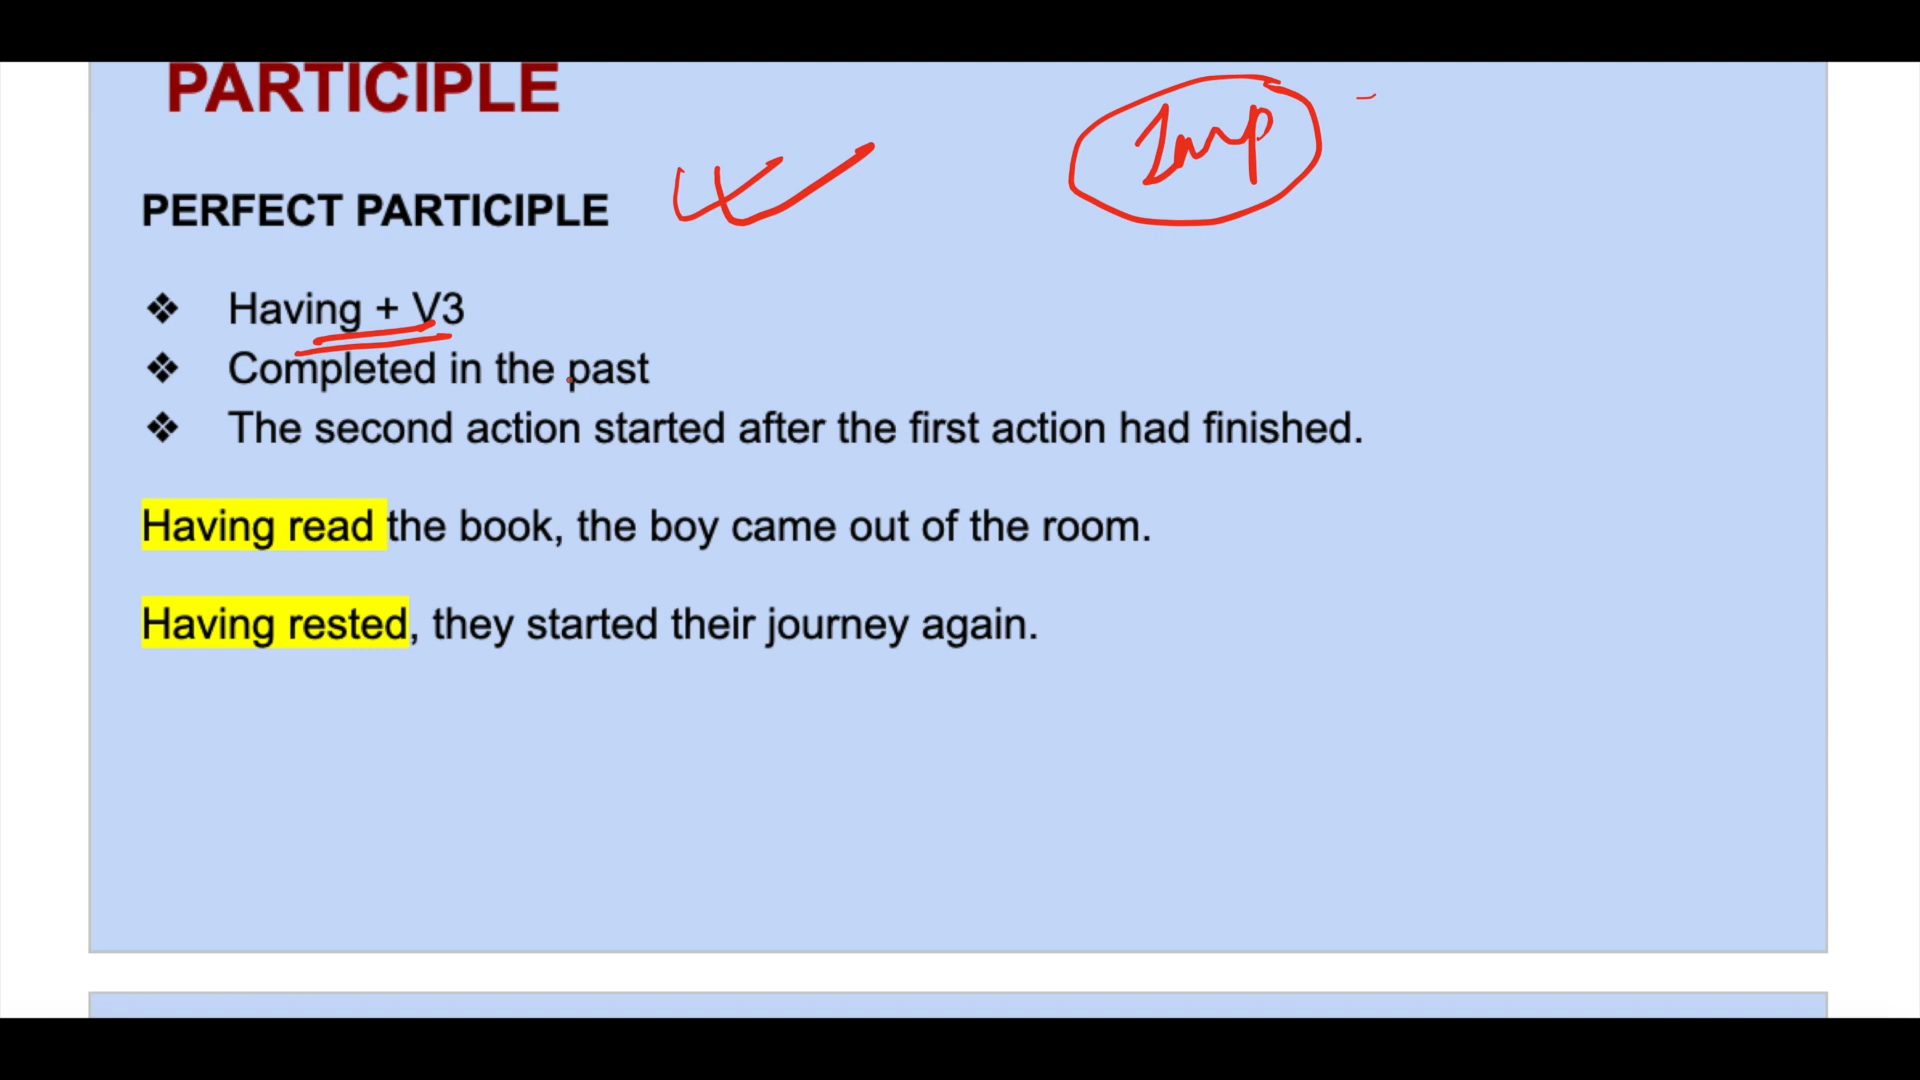 PARTICIPLE
Imp
PERFECT PARTICIPLE
❖ Having + V3
❖ Completed in the past
❖ The second action started after the first action had finished.
Having read the book, the boy came out of the room.
Having rested, they started their journey again.